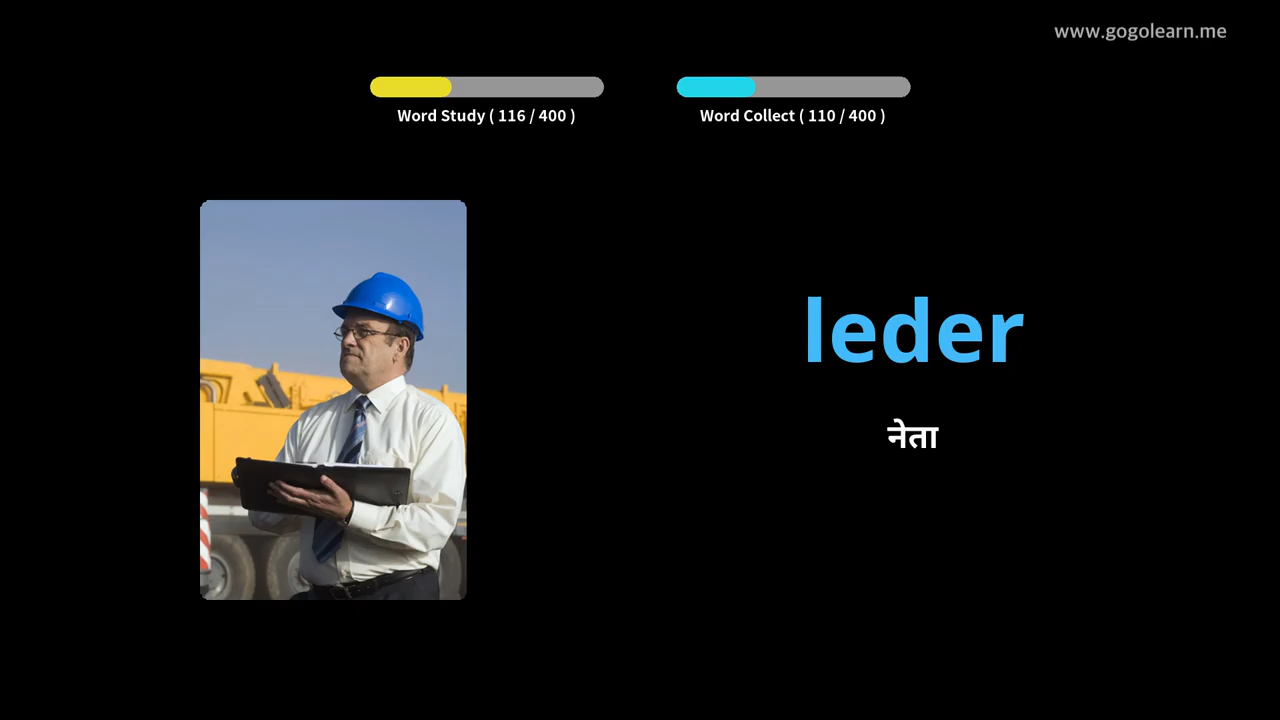 www.gogolearn.me
Word Study ( 116 / 400 )
Word Collect ( 110 / 400 )
leder
नेता